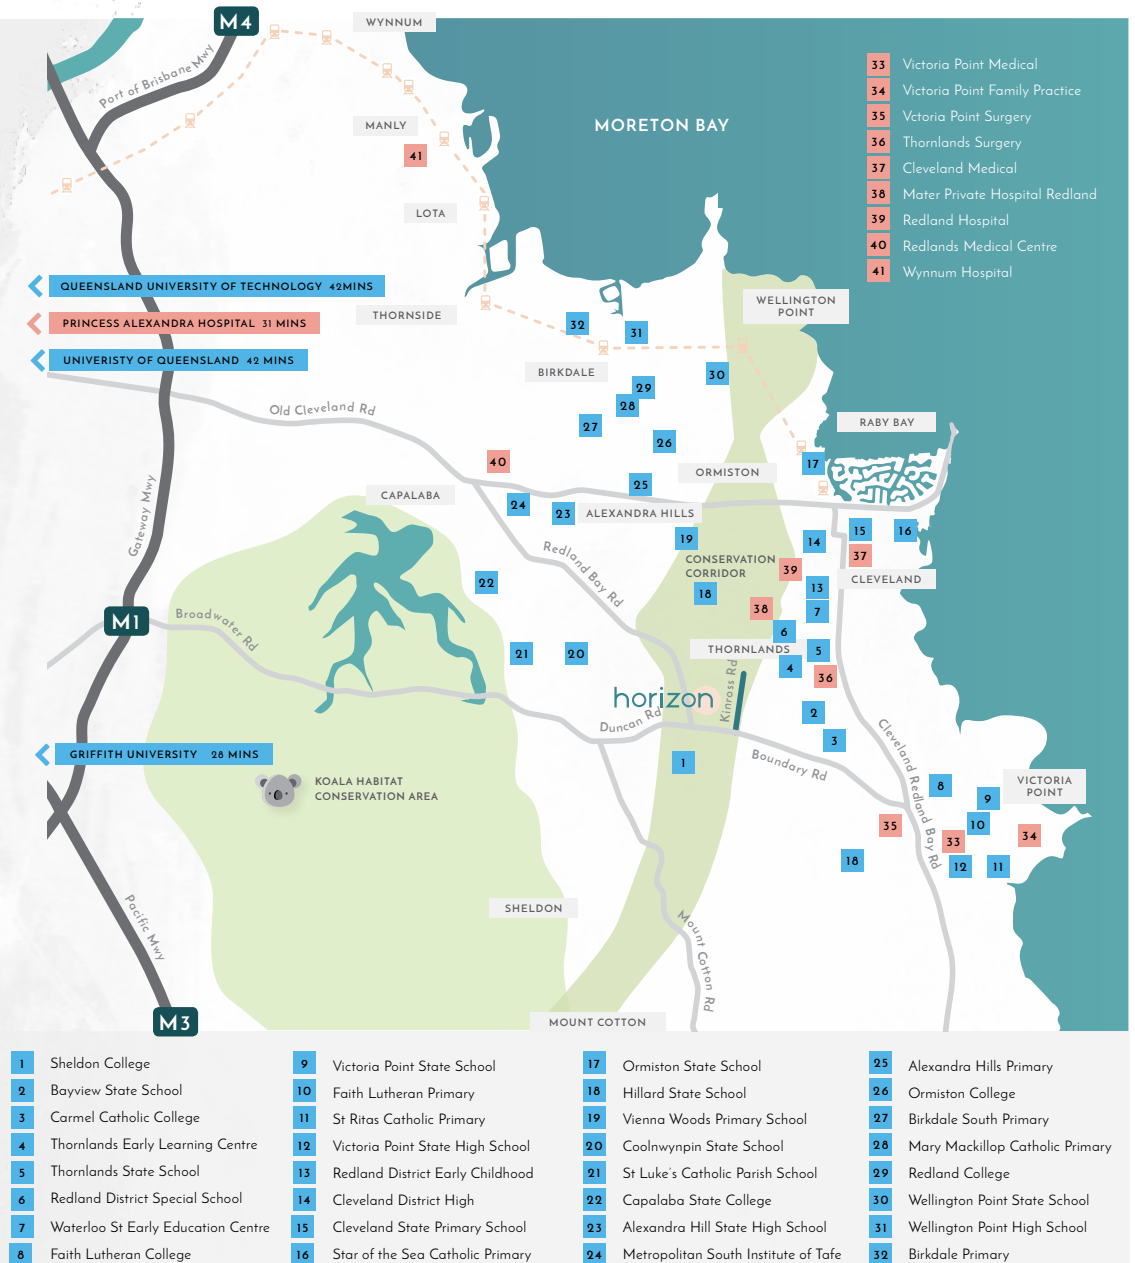 M4
WYNNUM
Port of Brisbane Mwy
MANLY
41
LOTA
MORETON BAY
33 Victoria Point Medical
34 Victoria Point Family Practice
35 Vctoria Point Surgery
36 Thornlands Surgery
37 Cleveland Medical
38 Mater Private Hospital Redland
39 Redland Hospital
40 Redlands Medical Centre
41 Wynnum Hospital
QUEENSLAND UNIVERSITY OF TECHNOLOGY 42MINS
PRINCESS ALEXANDRA HOSPITAL 31 MINS
UNIVERISTY OF QUEENSLAND 42 MINS
THORNSIDE
WELLINGTON
POINT
32
31
BIRKDALE
30
29
28
27
26
Old Cleveland Rd
RABY BAY
40
17
ORMISTON
25
CAPALABA
24
23
ALEXANDRA HILLS
Gateway Mwy
19
14
15
16
37
Redland Bay Rd
CONSERVATION
CORRIDOR
39
CLEVELAND
22
18
13
38
7
M1
Broadwater Rd
6
21
20
THORNLANDS
5
4
36
horizon
Kinross Rd
2
Duncan Rd
3
Cleveland Redland Bay Rd
GRIFFITH UNIVERSITY 28 MINS
1
Boundary Rd
KOALA HABITAT
CONSERVATION AREA
8
VICTORIA
POINT
9
35
10
33
34
18
12
11
Pacific Mwy
SHELDON
Mount Cotton Rd
M3
MOUNT COTTON
1 Sheldon College
2 Bayview State School
3 Carmel Catholic College
4 Thornlands Early Learning Centre
5 Thornlands State School
6 Redland District Special School
7 Waterloo St Early Education Centre
8 Faith Lutheran College
9 Victoria Point State School
10 Faith Lutheran Primary
11 St Ritas Catholic Primary
12 Victoria Point State High School
13 Redland District Early Childhood
14 Cleveland District High
15 Cleveland State Primary School
16 Star of the Sea Catholic Primary
17 Ormiston State School
18 Hillard State School
19 Vienna Woods Primary School
20 Coolnwynpin State School
21 St Luke's Catholic Parish School
22 Capalaba State College
23 Alexandra Hill State High School
24 Metropolitan South Institute of Tafe
25 Alexandra Hills Primary
26 Ormiston College
27 Birkdale South Primary
28 Mary Mackillop Catholic Primary
29 Redland College
30 Wellington Point State School
31 Wellington Point High School
32 Birkdale Primary